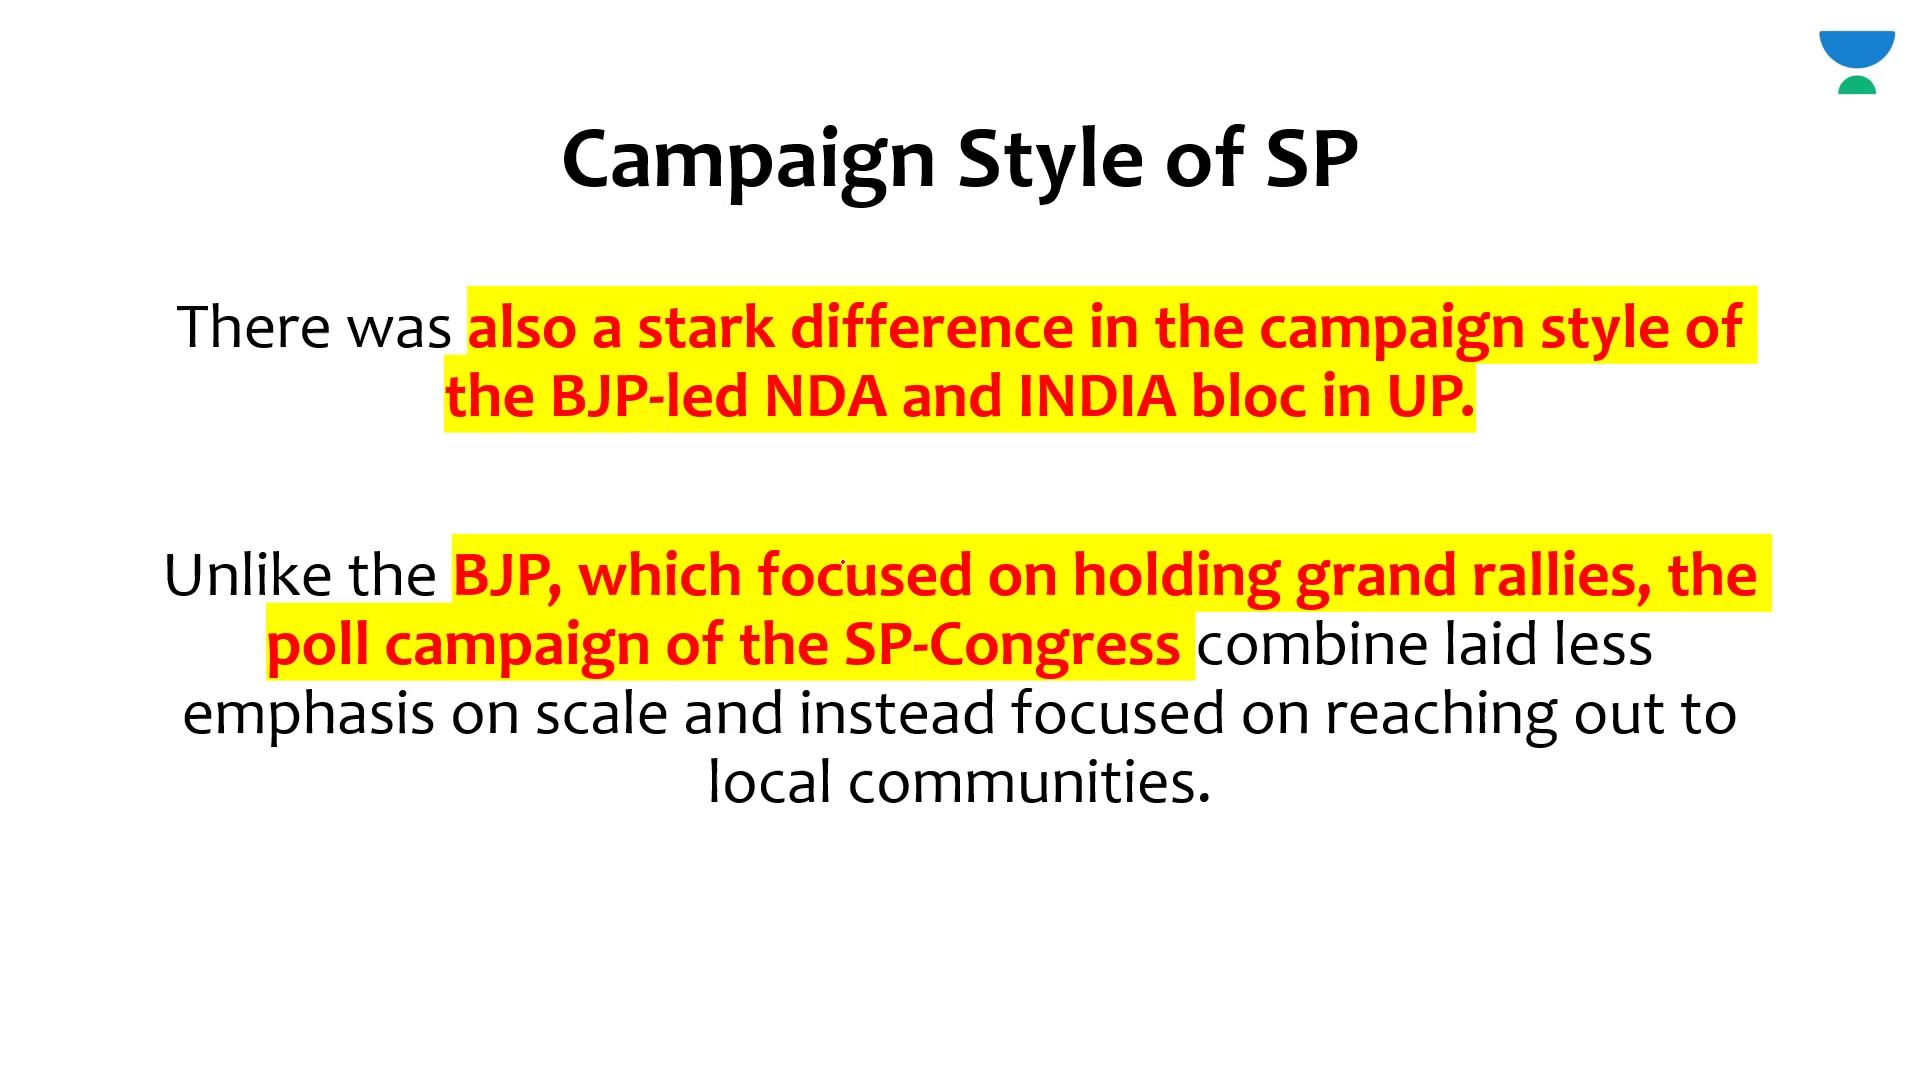 Campaign Style of SP
There was also a stark difference in the campaign style of
the BJP-led NDA and INDIA bloc in UP.
Unlike the BJP, which focused on holding grand rallies, the
poll campaign of the SP-Congress combine laid less
emphasis on scale and instead focused on reaching out to
local communities.